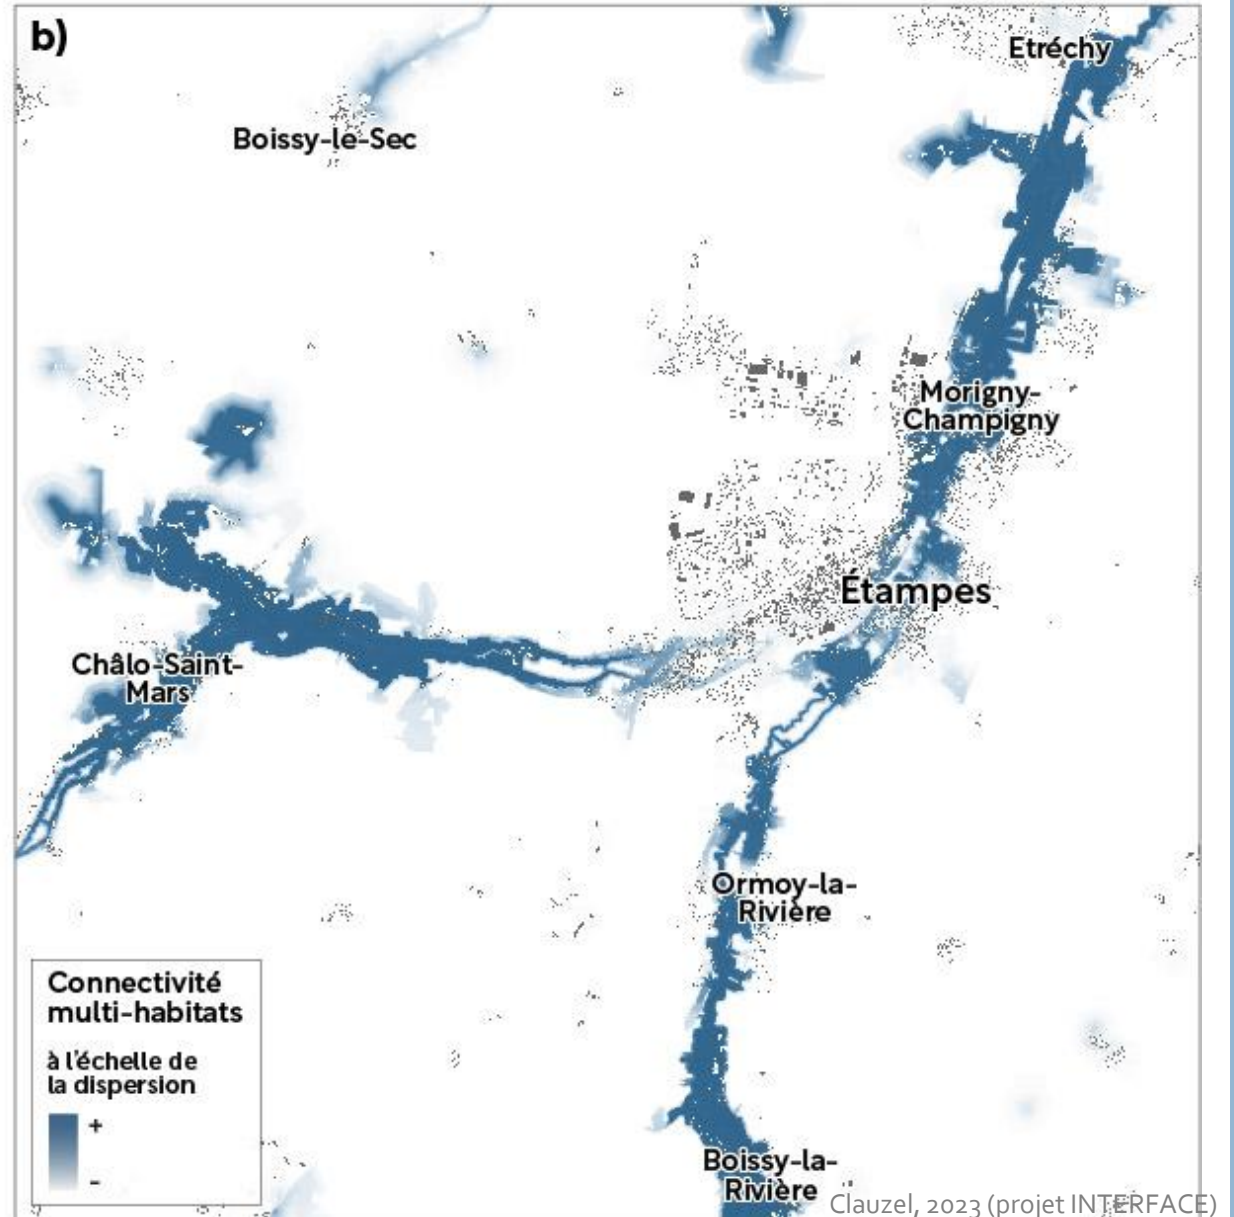 b)
Etréchy
Boissy-le-Sec
Morigny-
Champigny
Étampes
Châlo-Saint-
Mars
Ormoy-la-
Rivière
Connectivité
multi-habitats
à l'échelle de
la dispersion
+
-
Boissy-la-
Rivière
Clauzel, 2023 (projet INTERFACE)